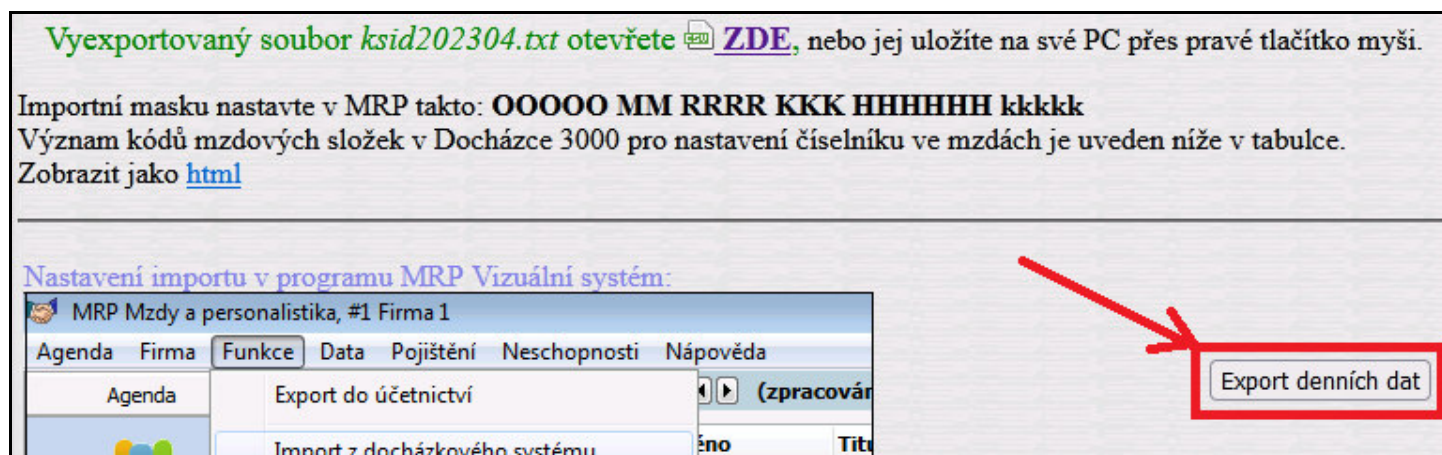 Vyexportovaný soubor ksid202304.txt otevřete ZDE, nebo jej uložíte na své PC přes pravé tlačítko myši.
Importní masku nastavte v MRP takto: OOOOO MM RRRR KKK HHHHHH kkkkk
Význam kódů mzdových složek v Docházce 3000 pro nastavení číselníku ve mzdách je uveden níže v tabulce.
Zobrazit jako html
Nastavení importu v programu MRP Vizuální systém:
MRP Mzdy a personalistika, #1 Firma 1
Agenda Firma Funkce Data Pojištění Neschopnosti Nápověda
Agenda Export do účetnictví
Export denních dat
Import z docházkového systému